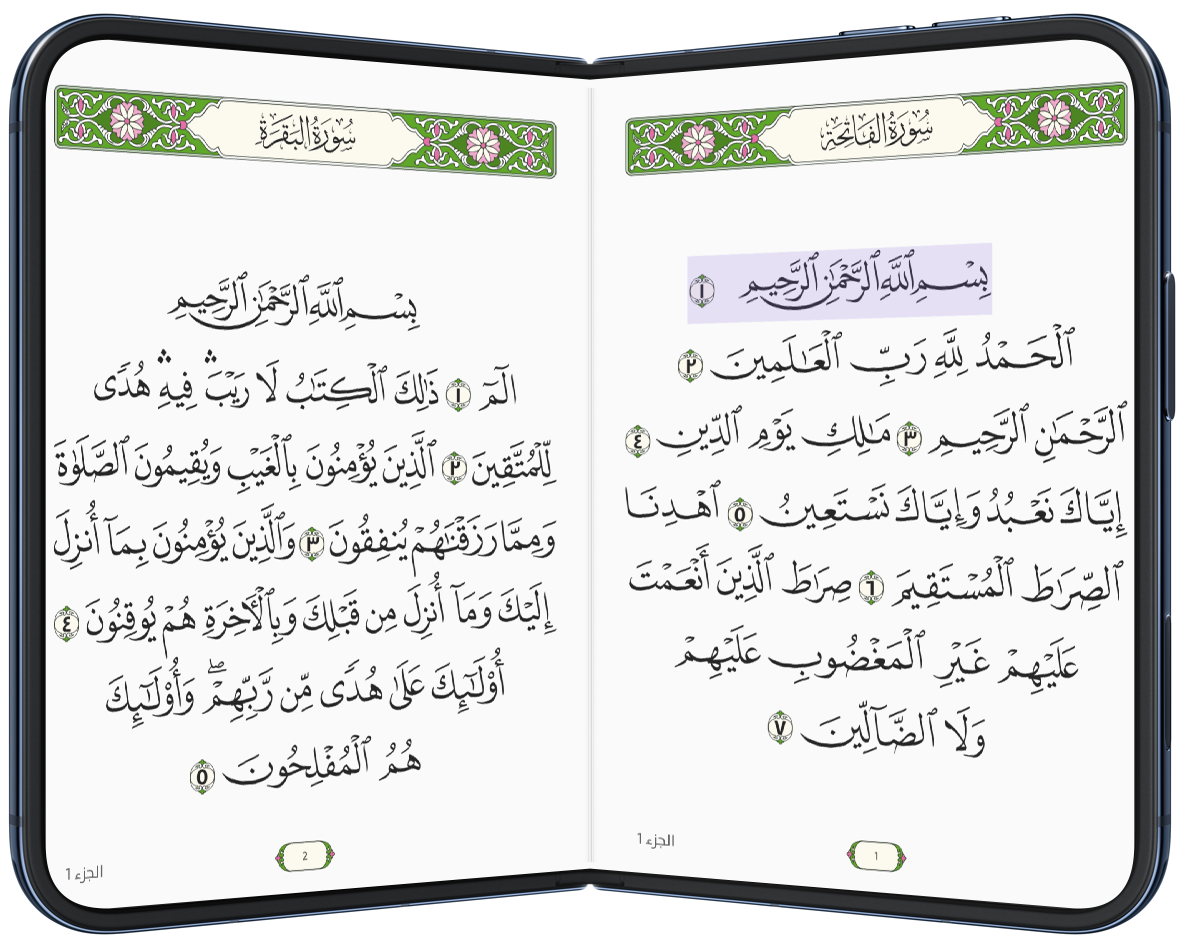 سُورَةُ الْفَاتِحَةِ
بِسْمِ ٱللَّهِ ٱلرَّحْمَٰنِ ٱلرَّحِيمِ ١
ٱلْحَمْدُ لِلَّهِ رَبِّ ٱلْعَٰلَمِينَ ٢
ٱلرَّحْمَٰنِ ٱلرَّحِيمِ ٣ مَٰلِكِ يَوْمِ ٱلدِّينِ ٤
إِيَّاكَ نَعْبُدُ وَإِيَّاكَ نَسْتَعِينُ ٥ ٱهْدِنَا
ٱلصِّرَٰطَ ٱلْمُسْتَقِيمَ ٦ صِرَٰطَ ٱلَّذِينَ أَنْعَمْتَ
عَلَيْهِمْ غَيْرِ ٱلْمَغْضُوبِ عَلَيْهِمْ
وَلَا ٱلضَّآلِّينَ ٧
الجزء 1
1
سُورَةُ الْبَقَرَةِ
بِسْمِ ٱللَّهِ ٱلرَّحْمَٰنِ ٱلرَّحِيمِ
الٓمٓ ١ ذَٰلِكَ ٱلْكِتَٰبُ لَا رَيْبَۛ فِيهِۛ هُدًى
لِّلْمُتَّقِينَ ٢ ٱلَّذِينَ يُؤْمِنُونَ بِٱلْغَيْبِ وَيُقِيمُونَ ٱلصَّلَوٰةَ
وَمِمَّا رَزَقْنَٰهُمْ يُنفِقُونَ ٣ وَٱلَّذِينَ يُؤْمِنُونَ بِمَآ أُنزِلَ
إِلَيْكَ وَمَآ أُنزِلَ مِن قَبْلِكَ وَبِٱلْءَاخِرَةِ هُمْ يُوقِنُونَ ٤
أُو۟لَٰٓئِكَ عَلَىٰ هُدًى مِّن رَّبِّهِمْۖ وَأُو۟لَٰٓئِكَ
هُمُ ٱلْمُفْلِحُونَ ٥
2
الجزء 1